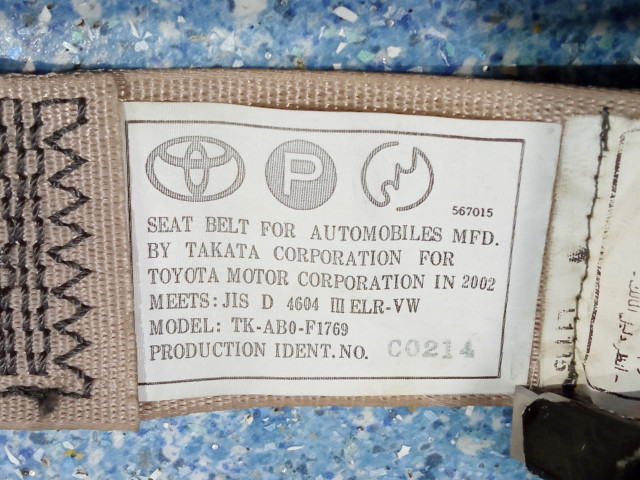 P
567015
SEAT BELT FOR AUTOMOBILES MFD.
BY TAKATA CORPORATION FOR
TOYOTA MOTOR CORPORATION IN 2002
MEETS: JIS D 4604 III ELR-VW
MODEL: TK-AB0-F1769
PRODUCTION IDENT. NO. C0214